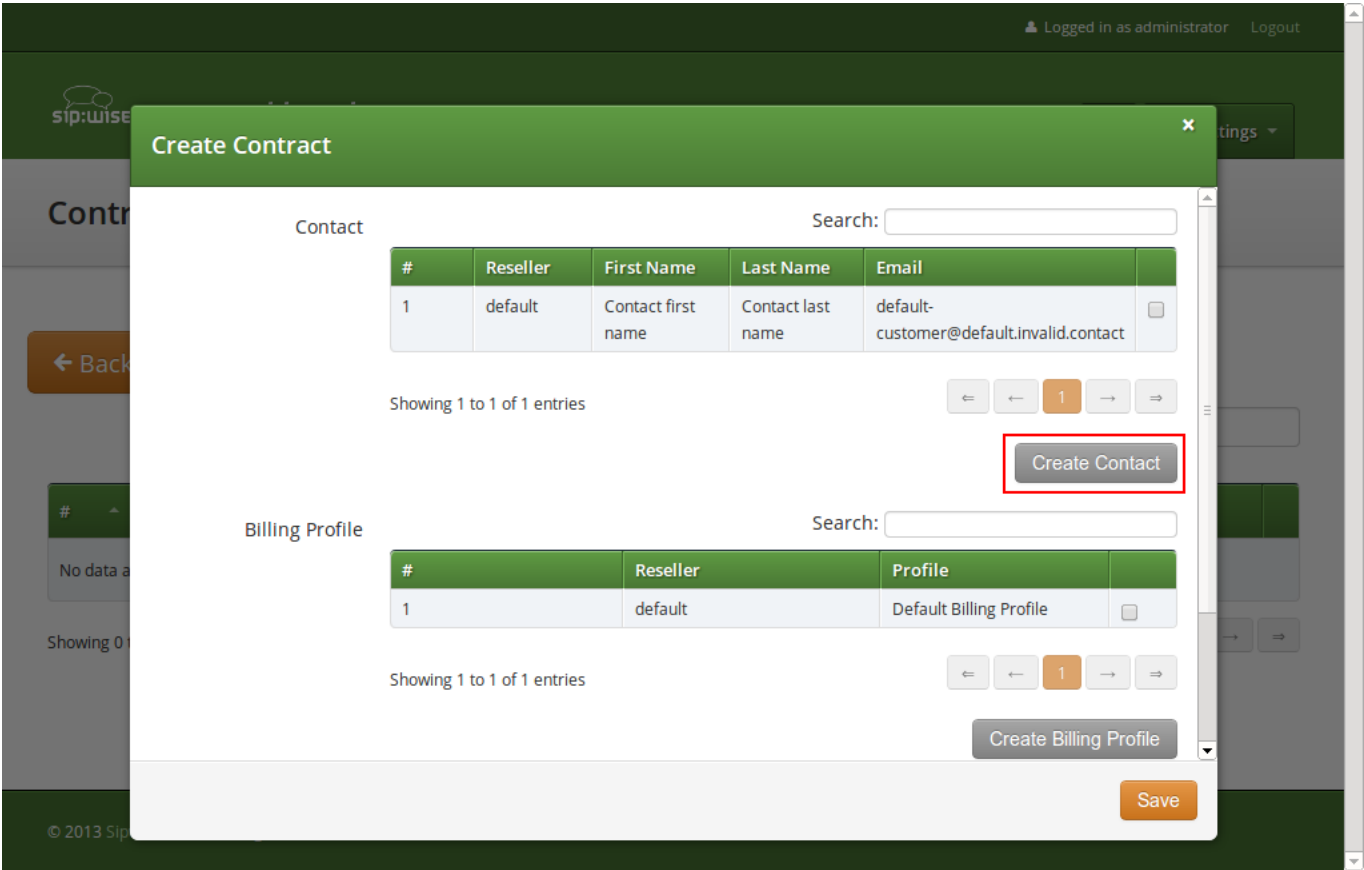 Logged in as administrator Logout
sip:wise
tings
Create Contract ×
Contr
Contact
Search:
# Reseller First Name Last Name Email
1 default Contact first name Contact last name default-customer@default.invalid.contact
← Back
Showing 1 to 1 of 1 entries
⇐ ← 1 → ⇒
Create Contact
Billing Profile
Search:
#
# Reseller Profile
No data a
1 default Default Billing Profile
Showing 0 t
→ ⇒
Showing 1 to 1 of 1 entries
⇐ ← 1 → ⇒
Create Billing Profile
Save
© 2013 Sip